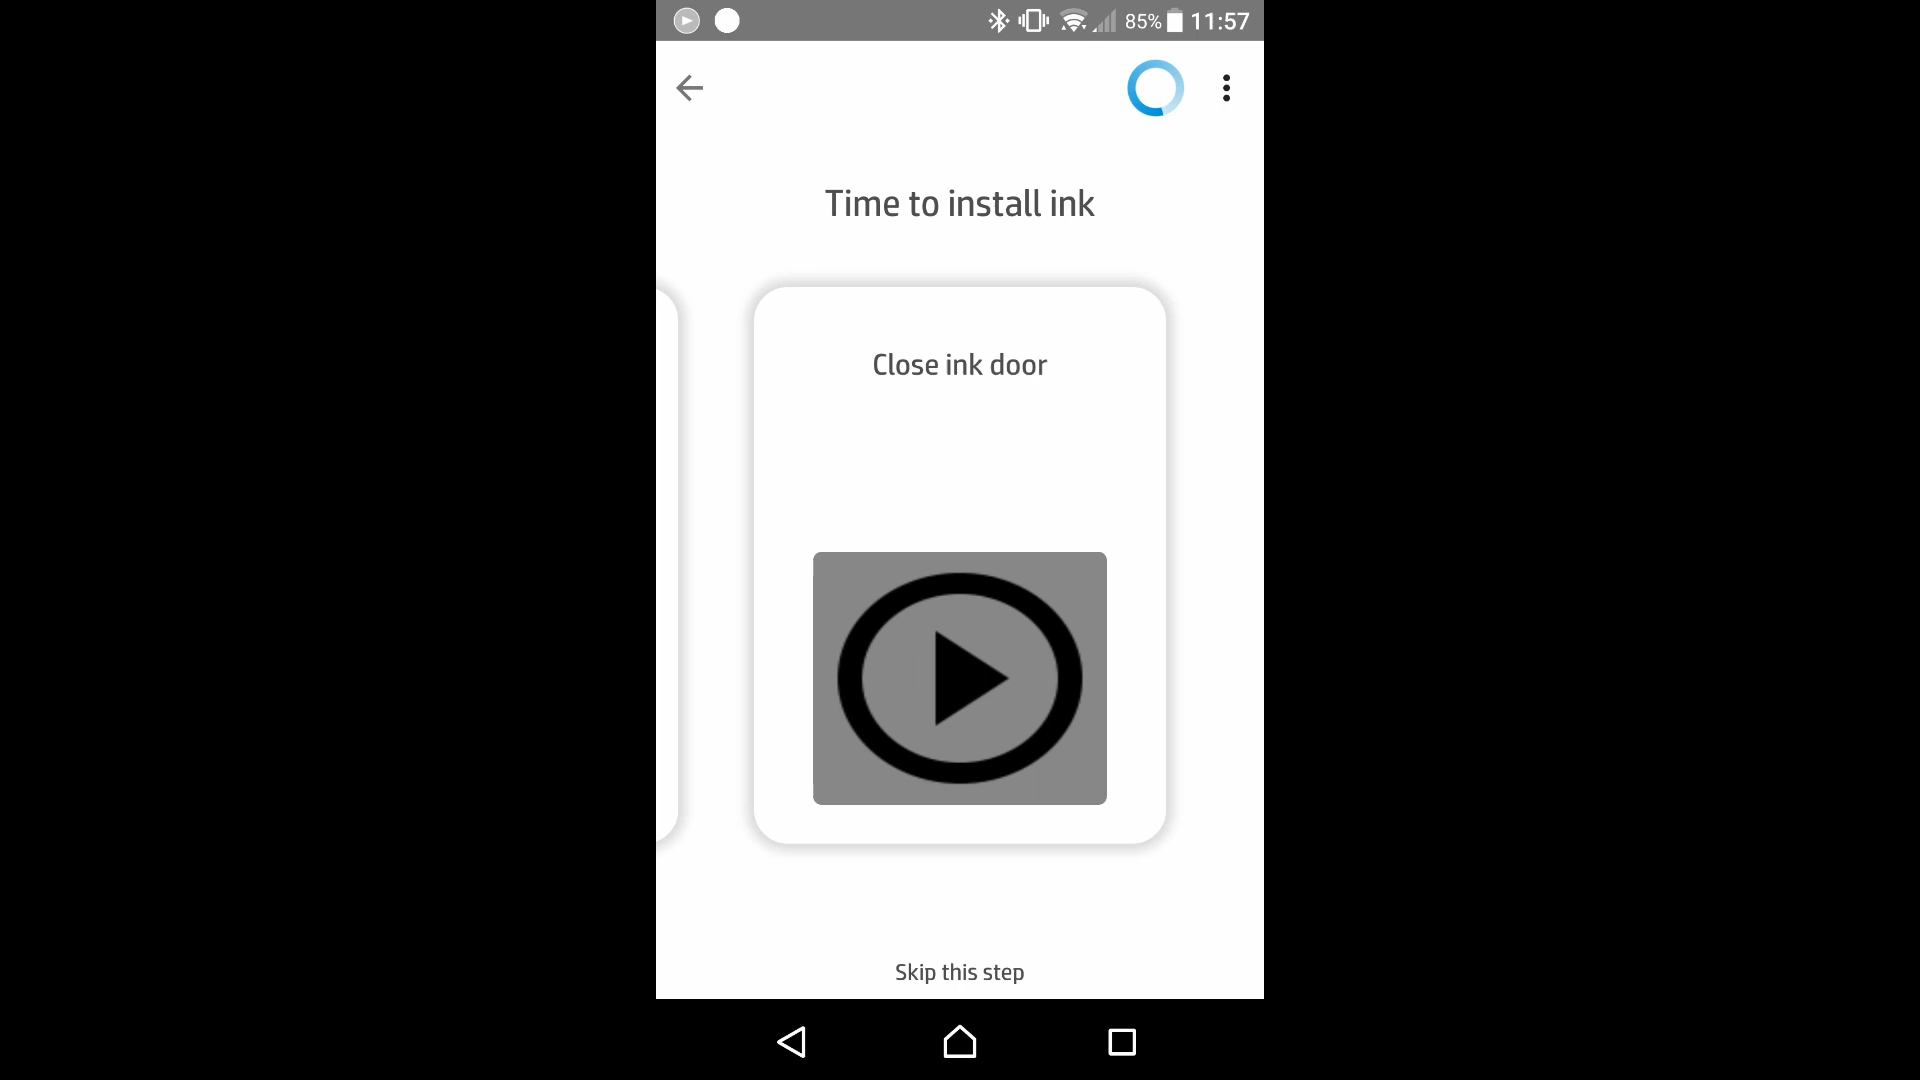 85% 11:57
Time to install ink
Close ink door
Skip this step